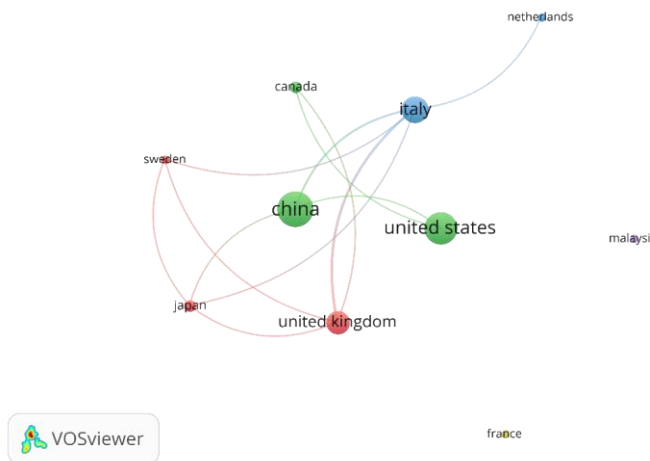 netherlands
canada
italy
sweden
china
united states
malaysi
japan
united kingdom
france
VOSviewer